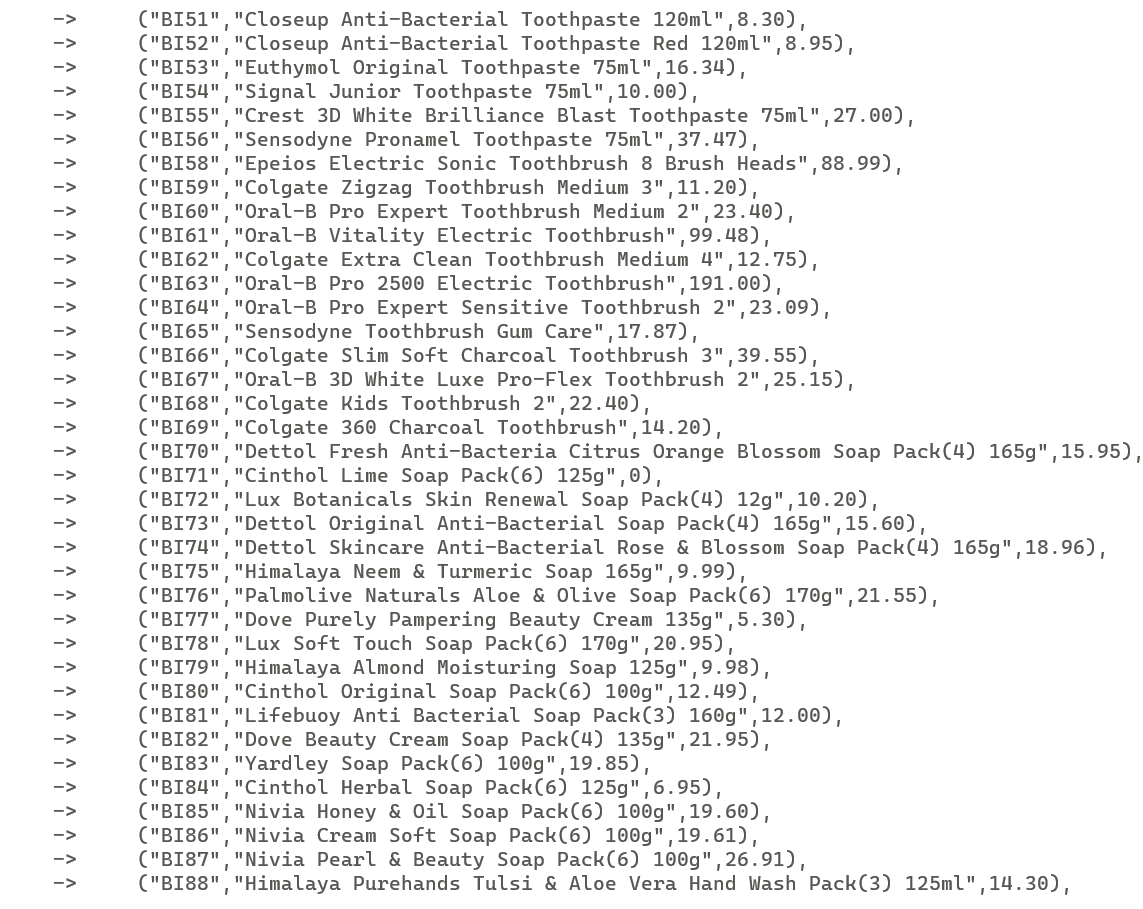 ->     ("BI51","Closeup Anti-Bacterial Toothpaste 120ml",8.30),
->     ("BI52","Closeup Anti-Bacterial Toothpaste Red 120ml",8.95),
->     ("BI53","Euthymol Original Toothpaste 75ml",16.34),
->     ("BI54","Signal Junior Toothpaste 75ml",10.00),
->     ("BI55","Crest 3D White Brilliance Blast Toothpaste 75ml",27.00),
->     ("BI56","Sensodyne Pronamel Toothpaste 75ml",37.47),
->     ("BI58","Epeios Electric Sonic Toothbrush 8 Brush Heads",88.99),
->     ("BI59","Colgate Zigzag Toothbrush Medium 3",11.20),
->     ("BI60","Oral-B Pro Expert Toothbrush Medium 2",23.40),
->     ("BI61","Oral-B Vitality Electric Toothbrush",99.48),
->     ("BI62","Colgate Extra Clean Toothbrush Medium 4",12.75),
->     ("BI63","Oral-B Pro 2500 Electric Toothbrush",191.00),
->     ("BI64","Oral-B Pro Expert Sensitive Toothbrush 2",23.09),
->     ("BI65","Sensodyne Toothbrush Gum Care",17.87),
->     ("BI66","Colgate Slim Soft Charcoal Toothbrush 3",39.55),
->     ("BI67","Oral-B 3D White Luxe Pro-Flex Toothbrush 2",25.15),
->     ("BI68","Colgate Kids Toothbrush 2",22.40),
->     ("BI69","Colgate 360 Charcoal Toothbrush",14.20),
->     ("BI70","Dettol Fresh Anti-Bacteria Citrus Orange Blossom Soap Pack(4) 165g",15.95),
->     ("BI71","Cinthol Lime Soap Pack(6) 125g",0),
->     ("BI72","Lux Botanicals Skin Renewal Soap Pack(4) 12g",10.20),
->     ("BI73","Dettol Original Anti-Bacterial Soap Pack(4) 165g",15.60),
->     ("BI74","Dettol Skincare Anti-Bacterial Rose & Blossom Soap Pack(4) 165g",18.96),
->     ("BI75","Himalaya Neem & Turmeric Soap 165g",9.99),
->     ("BI76","Palmolive Naturals Aloe & Olive Soap Pack(6) 170g",21.55),
->     ("BI77","Dove Purely Pampering Beauty Cream 135g",5.30),
->     ("BI78","Lux Soft Touch Soap Pack(6) 170g",20.95),
->     ("BI79","Himalaya Almond Moisturing Soap 125g",9.98),
->     ("BI80","Cinthol Original Soap Pack(6) 100g",12.49),
->     ("BI81","Lifebuoy Anti Bacterial Soap Pack(3) 160g",12.00),
->     ("BI82","Dove Beauty Cream Soap Pack(4) 135g",21.95),
->     ("BI83","Yardley Soap Pack(6) 100g",19.85),
->     ("BI84","Cinthol Herbal Soap Pack(6) 125g",6.95),
->     ("BI85","Nivia Honey & Oil Soap Pack(6) 100g",19.60),
->     ("BI86","Nivia Cream Soft Soap Pack(6) 100g",19.61),
->     ("BI87","Nivia Pearl & Beauty Soap Pack(6) 100g",26.91),
->     ("BI88","Himalaya Purehands Tulsi & Aloe Vera Hand Wash Pack(3) 125ml",14.30),